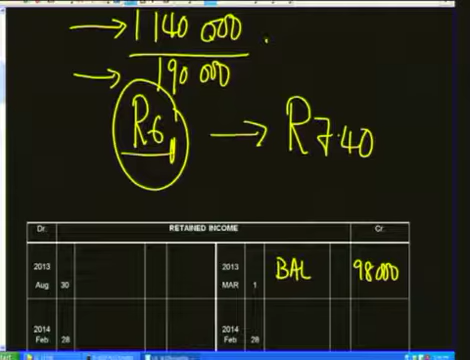 → 1 140 000 .
→ 190 000
R6 → R7.40
Dr. RETAINED INCOME Cr.
2013 2013 BAL 98 000
Aug 30 MAR 1
2014 2014
Feb 28 Feb 28